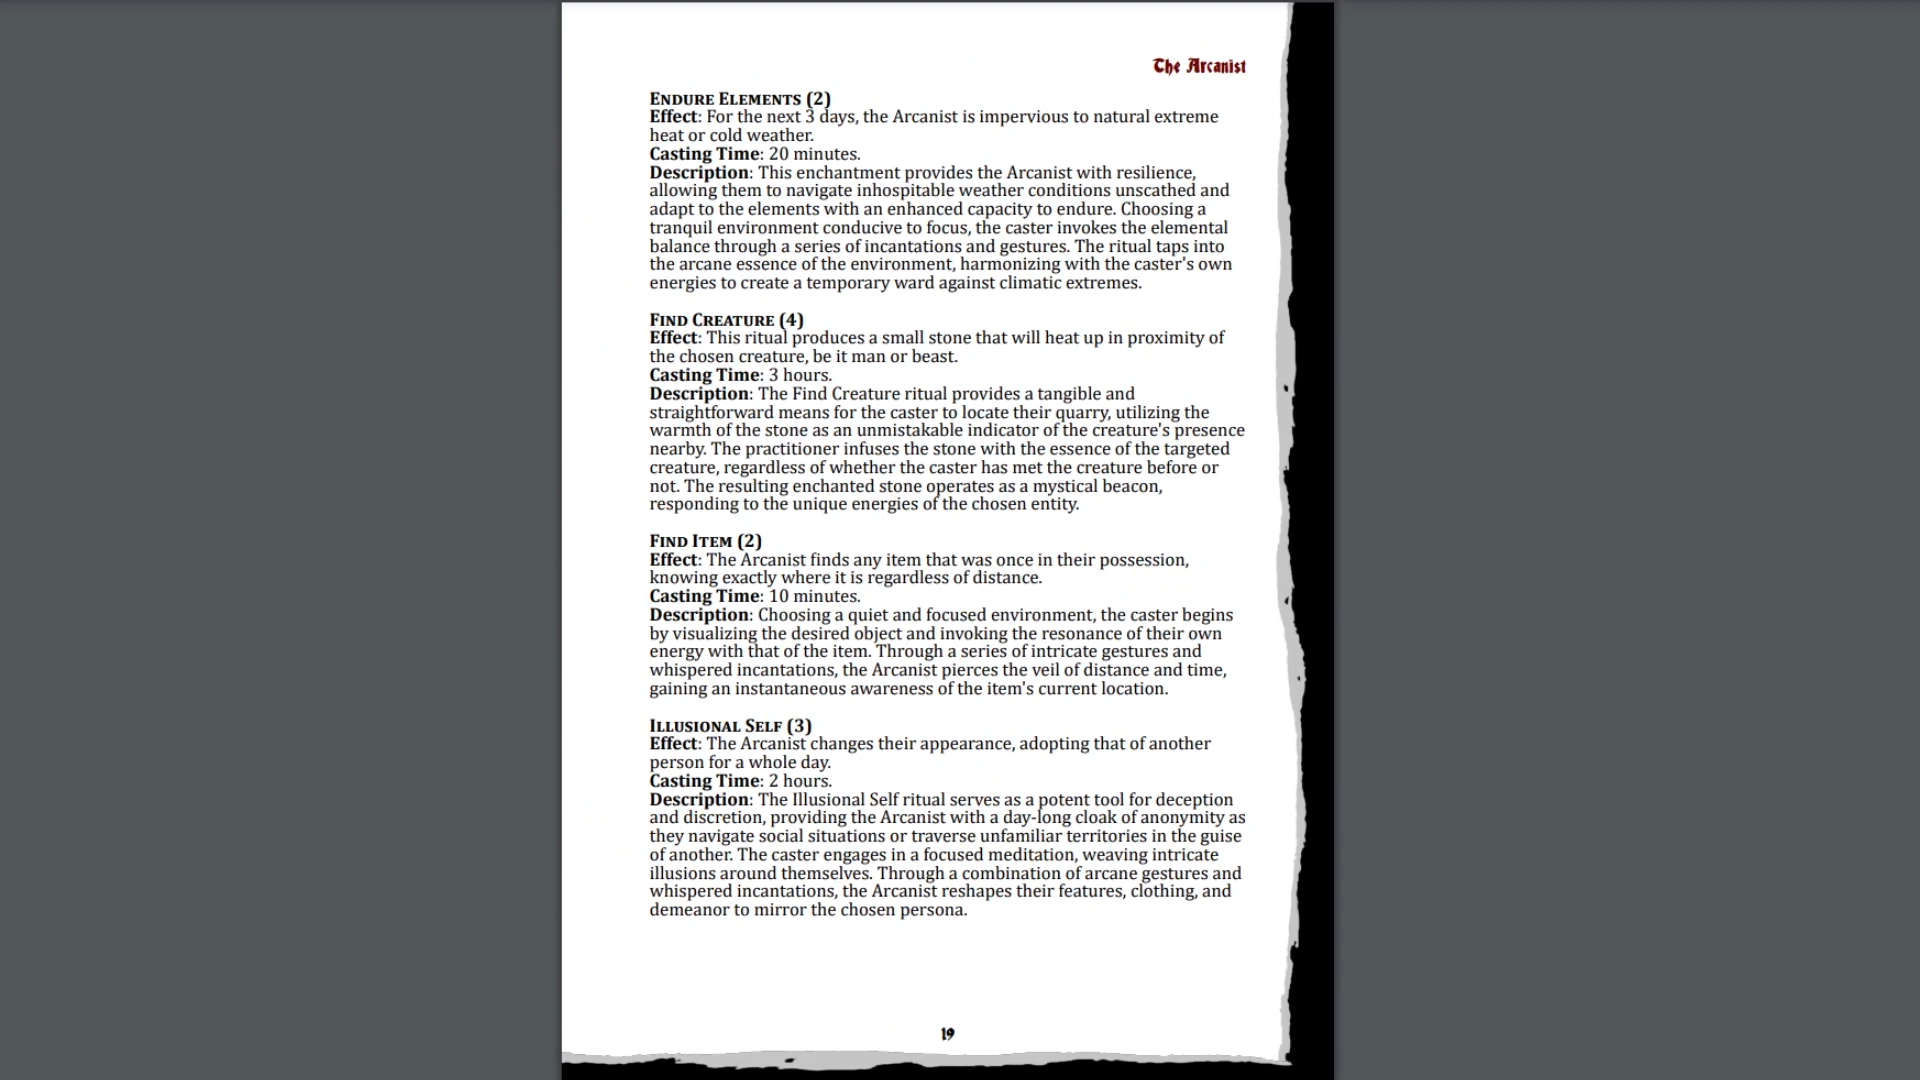 The Arcanist
ENDURE ELEMENTS (2)
Effect: For the next 3 days, the Arcanist is impervious to natural extreme
heat or cold weather.
Casting Time: 20 minutes.
Description: This enchantment provides the Arcanist with resilience,
allowing them to navigate inhospitable weather conditions unscathed and
adapt to the elements with an enhanced capacity to endure. Choosing a
tranquil environment conducive to focus, the caster invokes the elemental
balance through a series of incantations and gestures. The ritual taps into
the arcane essence of the environment, harmonizing with the caster's own
energies to create a temporary ward against climatic extremes.
FIND CREATURE (4)
Effect: This ritual produces a small stone that will heat up in proximity of
the chosen creature, be it man or beast.
Casting Time: 3 hours.
Description: The Find Creature ritual provides a tangible and
straightforward means for the caster to locate their quarry, utilizing the
warmth of the stone as an unmistakable indicator of the creature's presence
nearby. The practitioner infuses the stone with the essence of the targeted
creature, regardless of whether the caster has met the creature before or
not. The resulting enchanted stone operates as a mystical beacon,
responding to the unique energies of the chosen entity.
FIND ITEM (2)
Effect: The Arcanist finds any item that was once in their possession,
knowing exactly where it is regardless of distance.
Casting Time: 10 minutes.
Description: Choosing a quiet and focused environment, the caster begins
by visualizing the desired object and invoking the resonance of their own
energy with that of the item. Through a series of intricate gestures and
whispered incantations, the Arcanist pierces the veil of distance and time,
gaining an instantaneous awareness of the item's current location.
ILLUSIONAL SELF (3)
Effect: The Arcanist changes their appearance, adopting that of another
person for a whole day.
Casting Time: 2 hours.
Description: The Illusional Self ritual serves as a potent tool for deception
and discretion, providing the Arcanist with a day-long cloak of anonymity as
they navigate social situations or traverse unfamiliar territories in the guise
of another. The caster engages in a focused meditation, weaving intricate
illusions around themselves. Through a combination of arcane gestures and
whispered incantations, the Arcanist reshapes their features, clothing, and
demeanor to mirror the chosen persona.
19